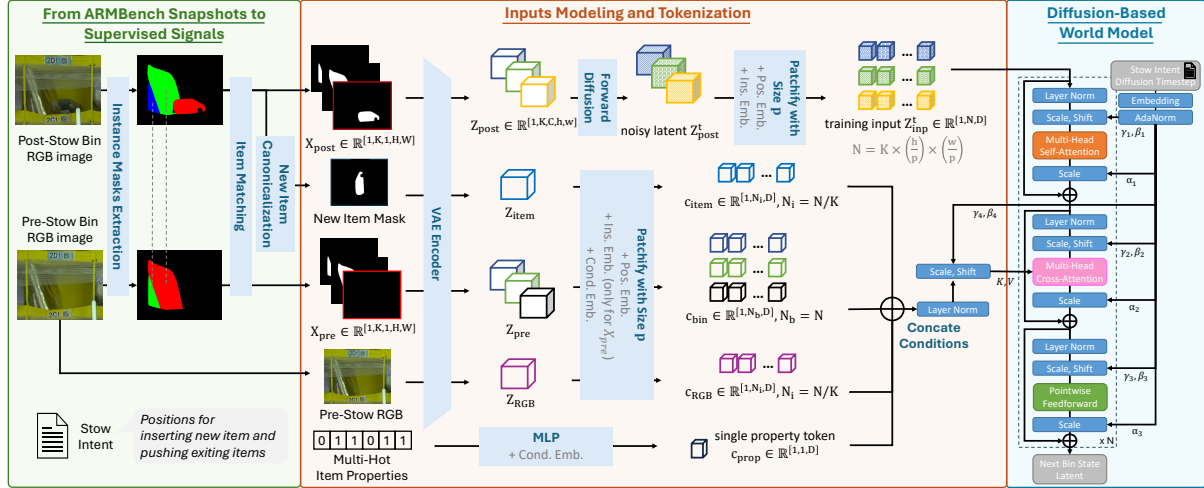 From ARMBench Snapshots to
Supervised Signals
Post-Stow Bin
RGB image
Pre-Stow Bin
RGB image
Instance Masks Extraction
Item Matching
New Item
Canonicalization
Stow
Intent
Positions for
inserting new item and
pushing exiting items
Inputs Modeling and Tokenization
X_post ∈ ℝ^[1,K,1,H,W]
New Item Mask
X_pre ∈ ℝ^[1,K,1,H,W]
Pre-Stow RGB
0 1 1 0 1 1
Multi-Hot
Item Properties
VAE Encoder
Z_post ∈ ℝ^[1,K,C,h,w]
Forward
Diffusion
noisy latent Z^t_post
Patchify with
Size p
+ Pos. Emb.
+ Ins. Emb.
...
...
...
training input Z^t_inp ∈ ℝ^[1,N,D]
N = K × (h/p) × (w/p)
Z_item
Z_pre
Z_RGB
Patchify with Size p
+ Pos. Emb.
+ Ins. Emb. (only for X_pre)
+ Cond. Emb.
...
c_item ∈ ℝ^[1,N_i,D], N_i = N/K
...
...
...
c_bin ∈ ℝ^[1,N_b,D], N_b = N
...
c_RGB ∈ ℝ^[1,N_i,D], N_i = N/K
MLP
+ Cond. Emb.
single property token
c_prop ∈ ℝ^[1,1,D]
Diffusion-Based
World Model
Stow Intent
Diffusion Timestep
Embedding
AdaNorm
Layer Norm
Scale, Shift
γ₁, β₁
Multi-Head
Self-Attention
Scale
α₁
γ₄, β₄
Scale, Shift
K, V
Layer Norm
Concate
Conditions
Layer Norm
Scale, Shift
γ₂, β₂
Multi-Head
Cross-Attention
Scale
α₂
Layer Norm
Scale, Shift
γ₃, β₃
Pointwise
Feedforward
Scale
α₃
x N
Next Bin State
Latent